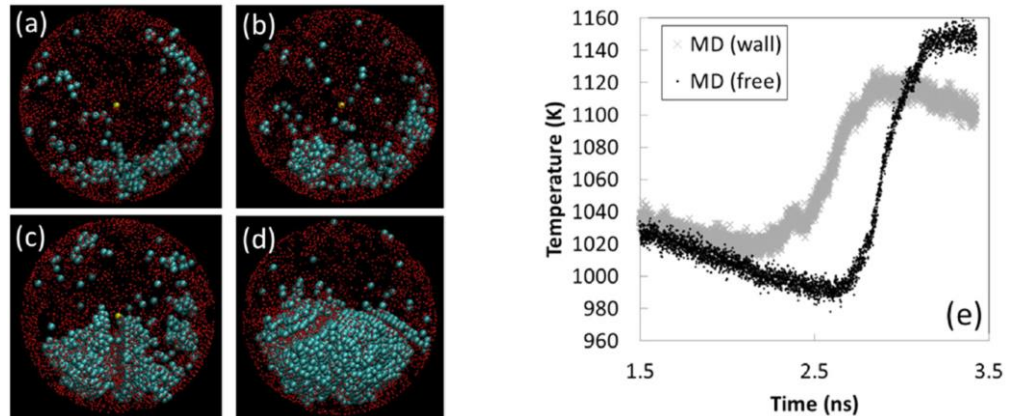 (a)
(b)
(c)
(d)
1160
1140
1120
1100
1080
1060
1040
1020
1000
980
960
Temperature (K)
MD (wall)
MD (free)
(e)
1.5
2.5
3.5
Time (ns)